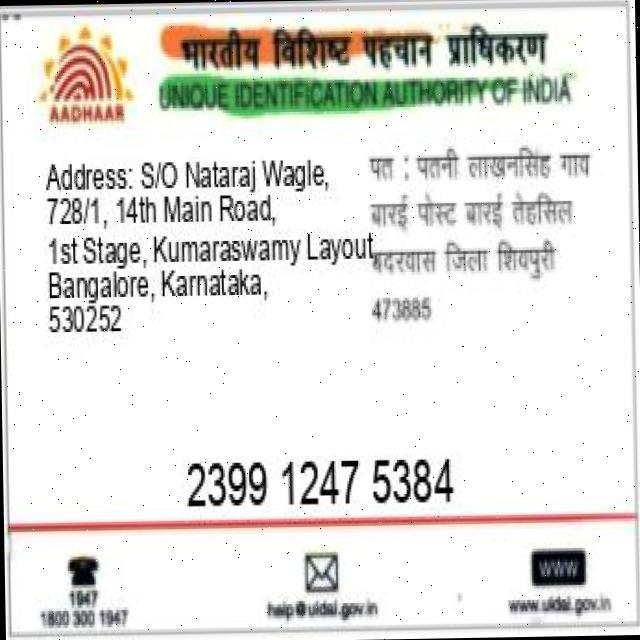 भारतीय विशिष्ट पहचान प्राधिकरण
UNIQUE IDENTIFICATION AUTHORITY OF INDIA
AADHAAR
Address: S/O Nataraj Wagle,
728/1, 14th Main Road,
1st Stage, Kumaraswamy Layout,
Bangalore, Karnataka,
530252
पत : पतनी लाखनसिंह गाव
बारई पोस्ट बारई तेहसिल
बदरवास जिला शिवपुरी
473885
2399 1247 5384
1947
1800 300 1947
help@uidai.gov.in
WWW
www.uidai.gov.in